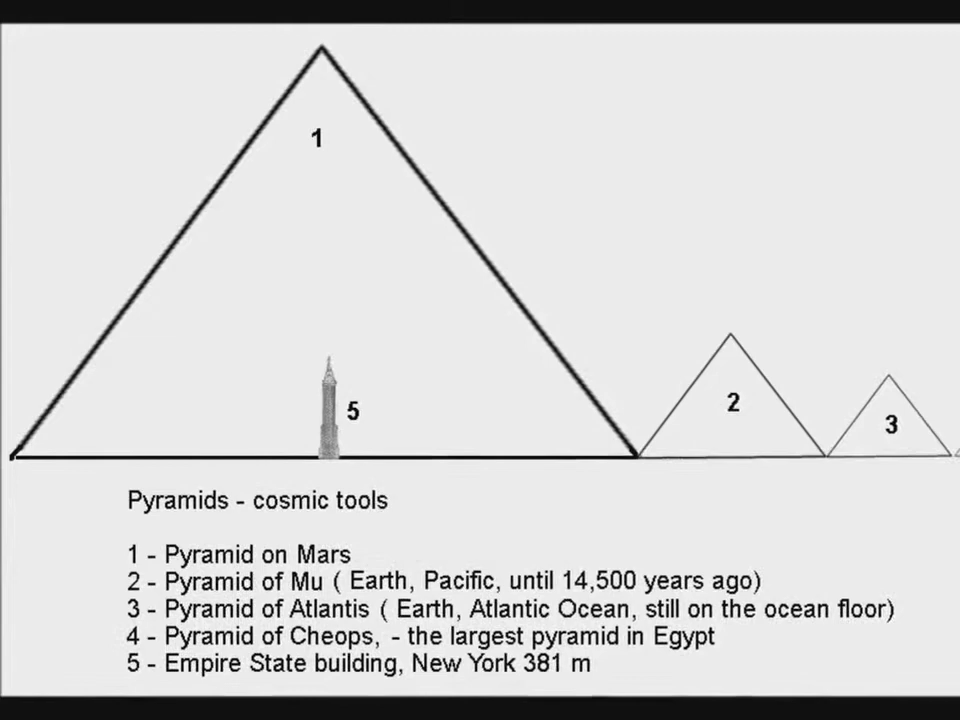 1
5
2
3
Pyramids - cosmic tools
1 - Pyramid on Mars
2 - Pyramid of Mu ( Earth, Pacific, until 14,500 years ago)
3 - Pyramid of Atlantis ( Earth, Atlantic Ocean, still on the ocean floor)
4 - Pyramid of Cheops, - the largest pyramid in Egypt
5 - Empire State building, New York 381 m